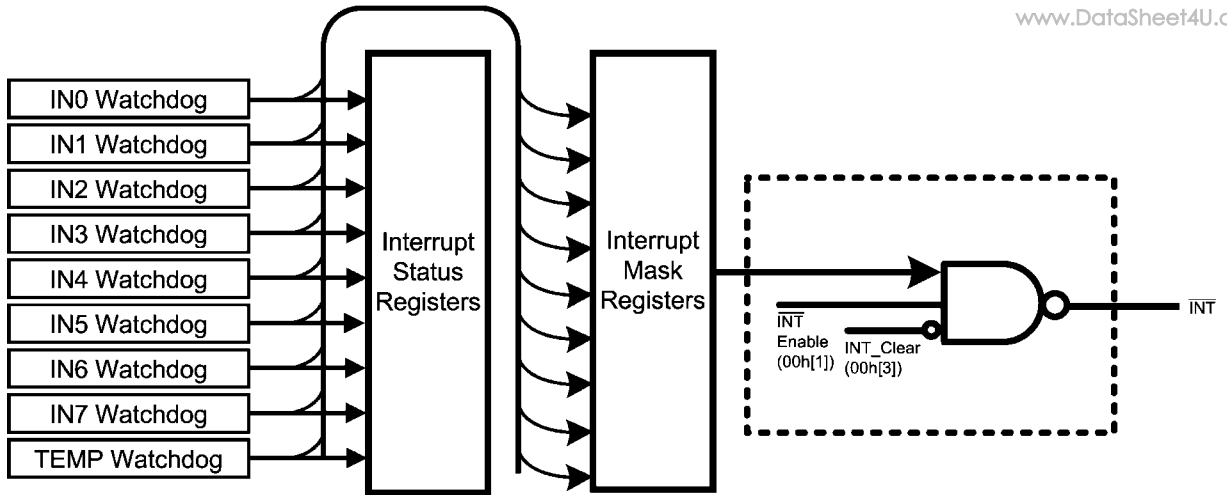 www.DataSheet4U.c
IN0 Watchdog
IN1 Watchdog
IN2 Watchdog
IN3 Watchdog
IN4 Watchdog
IN5 Watchdog
IN6 Watchdog
IN7 Watchdog
TEMP Watchdog
Interrupt
Status
Registers
Interrupt
Mask
Registers
INT
Enable
(00h[1])
INT_Clear
(00h[3])
INT